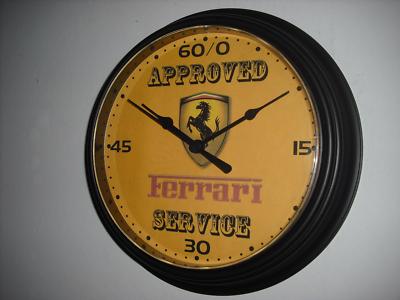 60/0
APPROVED
45 15
Ferrari
SERVICE
30